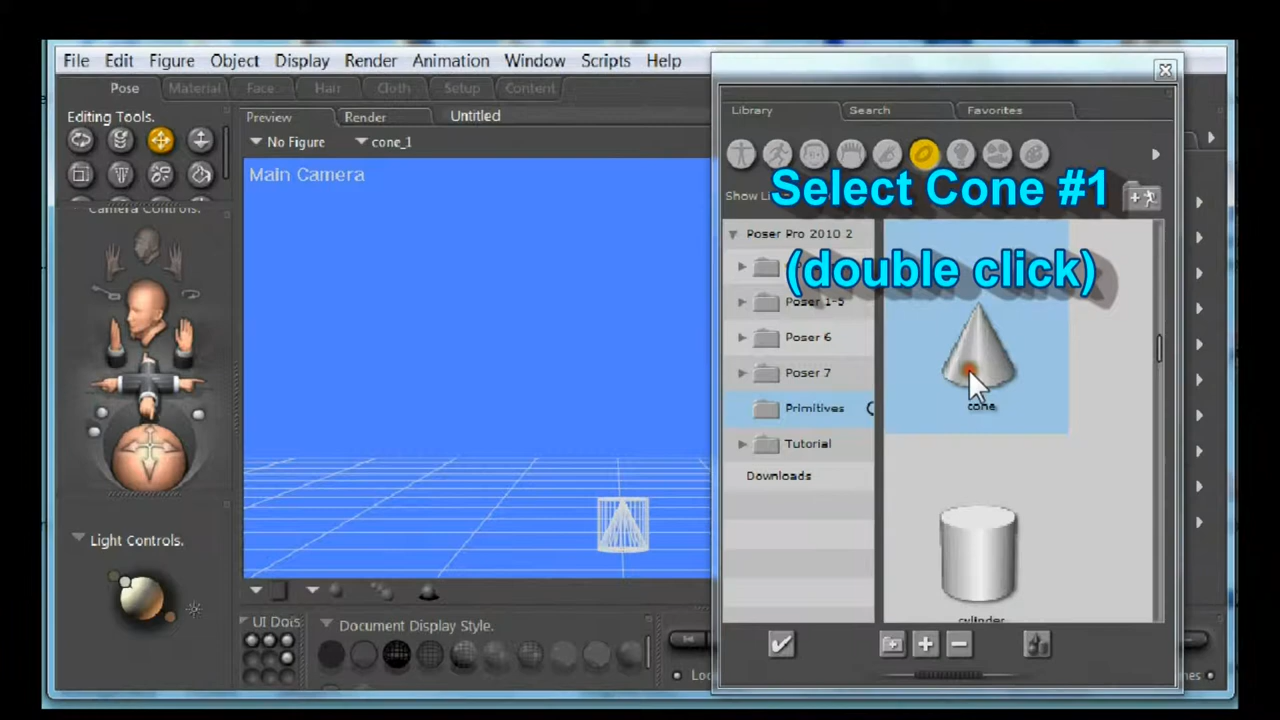 File Edit Figure Object Display Render Animation Window Scripts Help
Pose Material Face Hair Cloth Setup Content
Library Search Favorites
Editing Tools.
Preview Render Untitled
No Figure cone_1
Main Camera
Select Cone #1
Camera Controls.
Poser Pro 2010 2
(double click)
Poser 1-5
Poser 6
Poser 7
Primitives
cone
Tutorial
Downloads
Light Controls.
cylinder
UI Dots
Document Display Style.